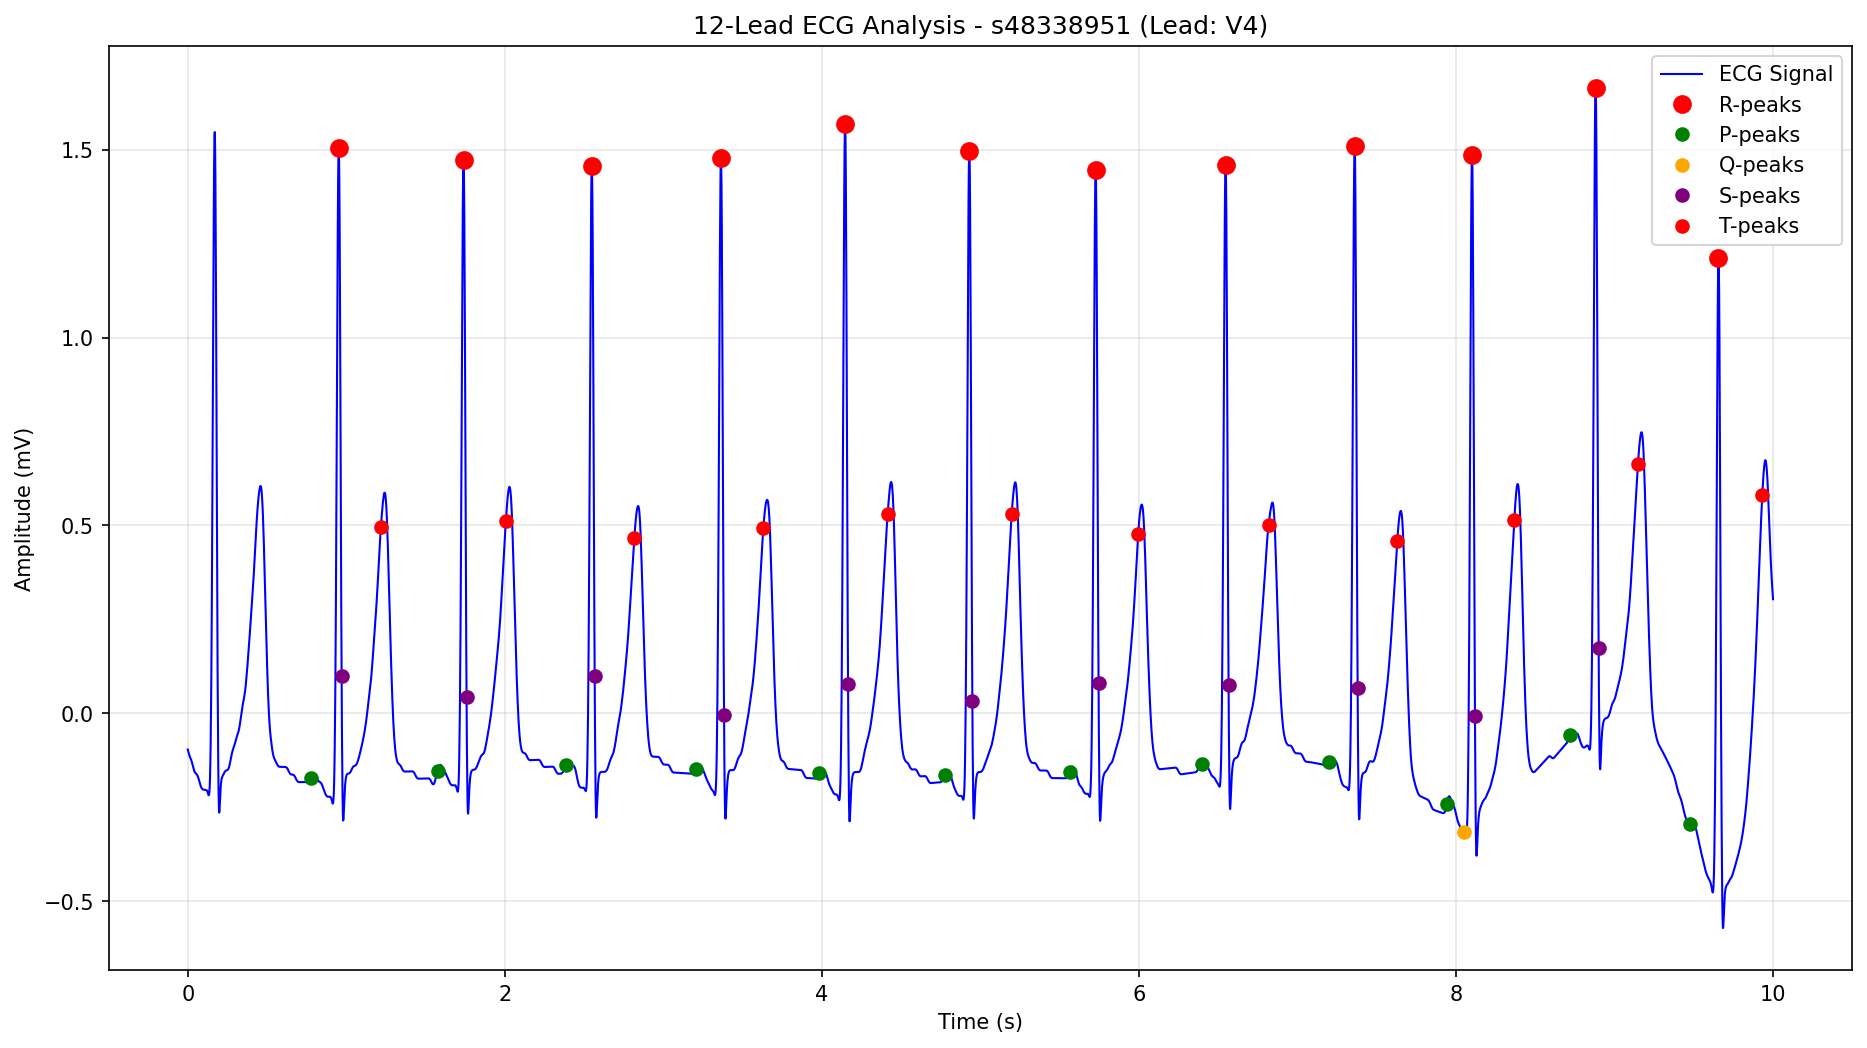 12-Lead ECG Analysis - s48338951 (Lead: V4)
ECG Signal
R-peaks
P-peaks
Q-peaks
S-peaks
T-peaks
Amplitude (mV)
1.5
1.0
0.5
0.0
−0.5
0 2 4 6 8 10
Time (s)